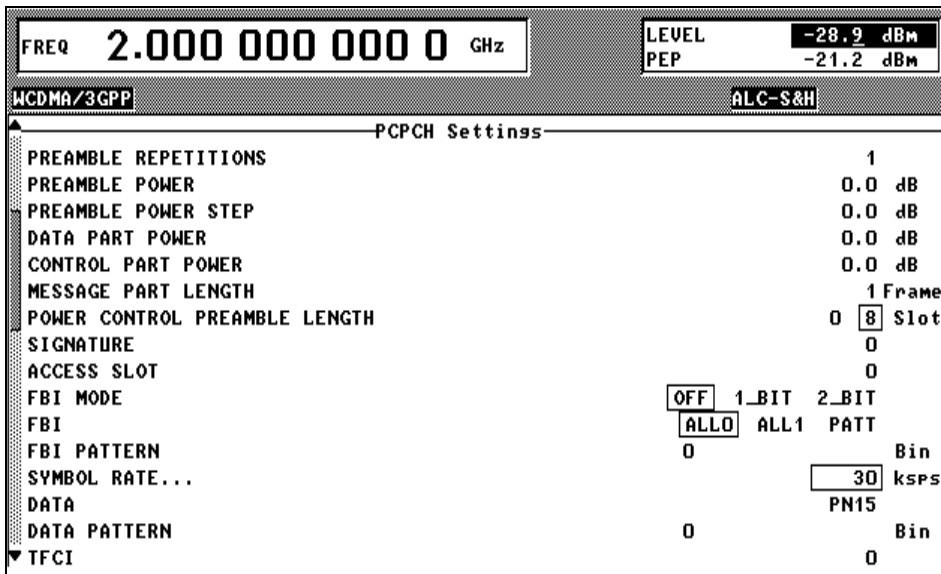 FREQ 2.000 000 000 0 GHz
LEVEL -28.9 dBm
PEP -21.2 dBm
WCDMA/3GPP ALC-S&H
PCPCH Settings
PREAMBLE REPETITIONS 1
PREAMBLE POWER 0.0 dB
PREAMBLE POWER STEP 0.0 dB
DATA PART POWER 0.0 dB
CONTROL PART POWER 0.0 dB
MESSAGE PART LENGTH 1 Frame
POWER CONTROL PREAMBLE LENGTH 0 8 Slot
SIGNATURE 0
ACCESS SLOT 0
FBI MODE OFF 1_BIT 2_BIT
FBI ALL0 ALL1 PATT
FBI PATTERN 0 Bin
SYMBOL RATE... 30 ksps
DATA PN15
DATA PATTERN 0 Bin
TFCI 0